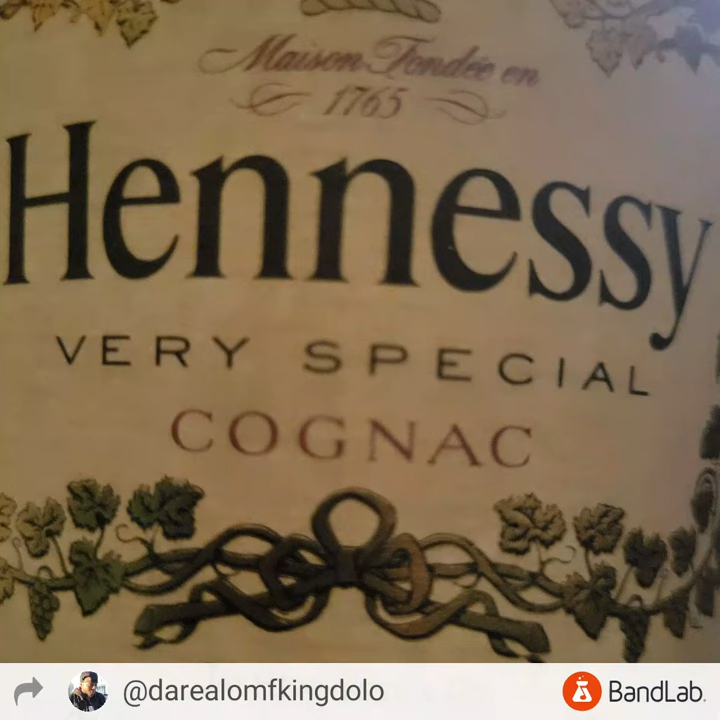 Maison Fondée en
1765
Hennessy
VERY SPECIAL
COGNAC
@darealomfkingdolo
BandLab.